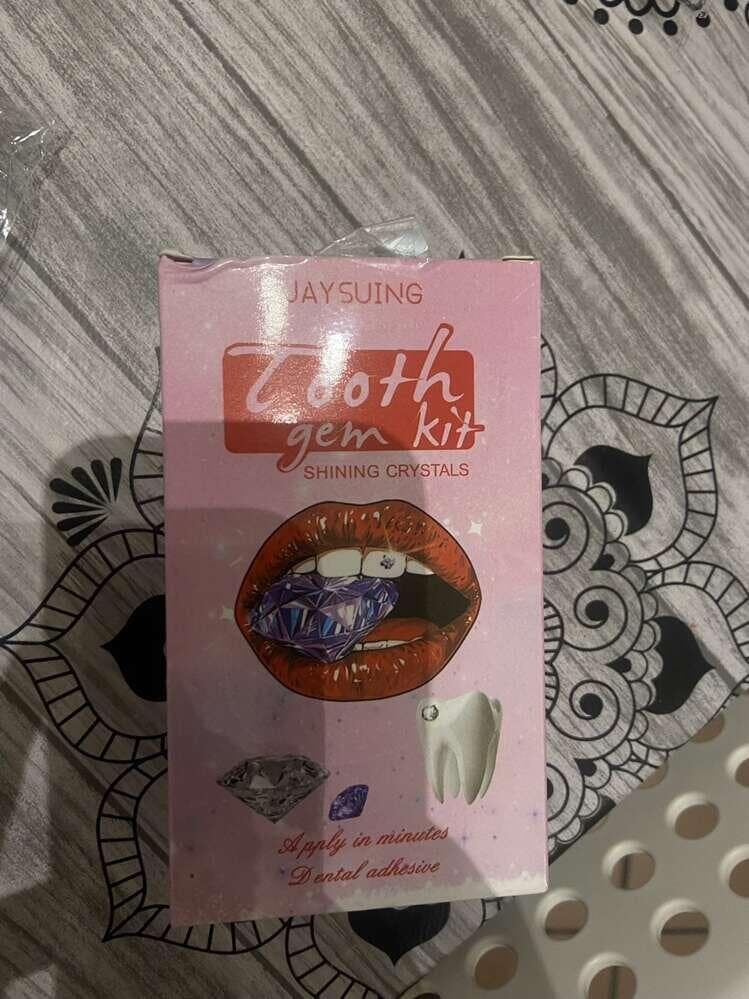 JAYSUING
Tooth
gem kit
SHINING CRYSTALS
Apply in minutes
Dental adhesive